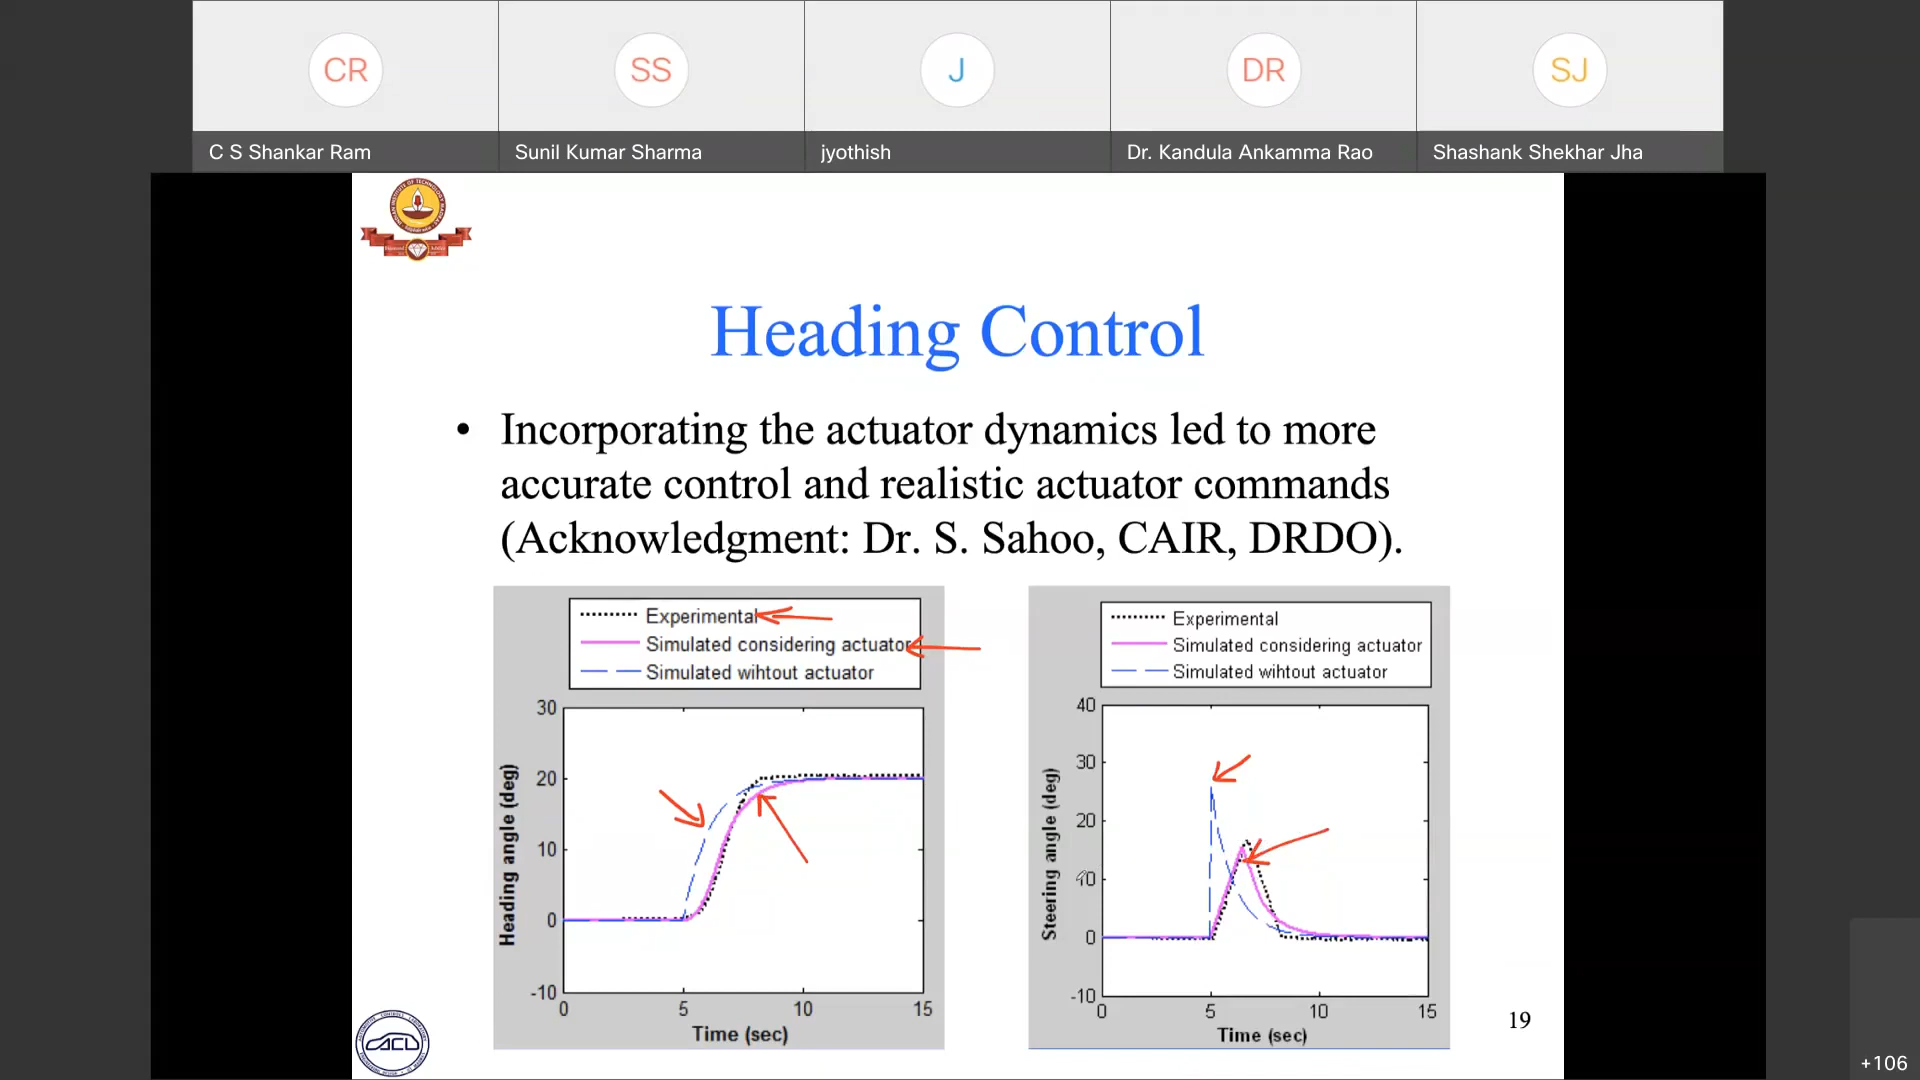 CR
SS
J
DR
SJ
C S Shankar Ram
Sunil Kumar Sharma
jyothish
Dr. Kandula Ankamma Rao
Shashank Shekhar Jha
Heading Control
• Incorporating the actuator dynamics led to more
accurate control and realistic actuator commands
(Acknowledgment: Dr. S. Sahoo, CAIR, DRDO).
Experimental
Simulated considering actuator
Simulated wihtout actuator
30
20
10
0
-10
Heading angle (deg)
0
5
10
15
Time (sec)
Experimental
Simulated considering actuator
Simulated wihtout actuator
40
30
20
10
0
-10
Steering angle (deg)
0
5
10
15
Time (sec)
19
ACL
+106